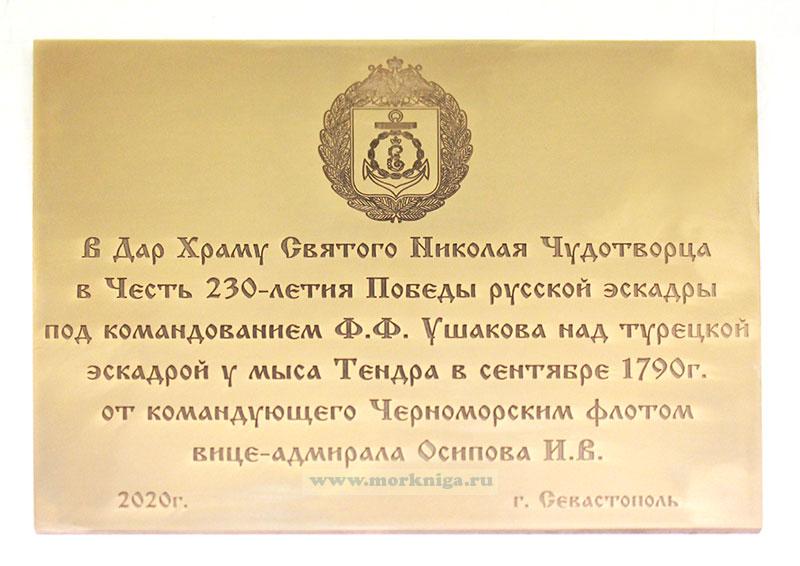 В Дар Храму Святого Николая Чудотворца
в Честь 230-летия Победы русской эскадры
под командованием Ф.Ф. Ушакова над турецкой
эскадрой у мыса Тендра в сентябре 1790г.
от командующего Черноморским флотом
вице-адмирала Осипова И.В.
www.morkniga.ru
2020г. г. Севастополь